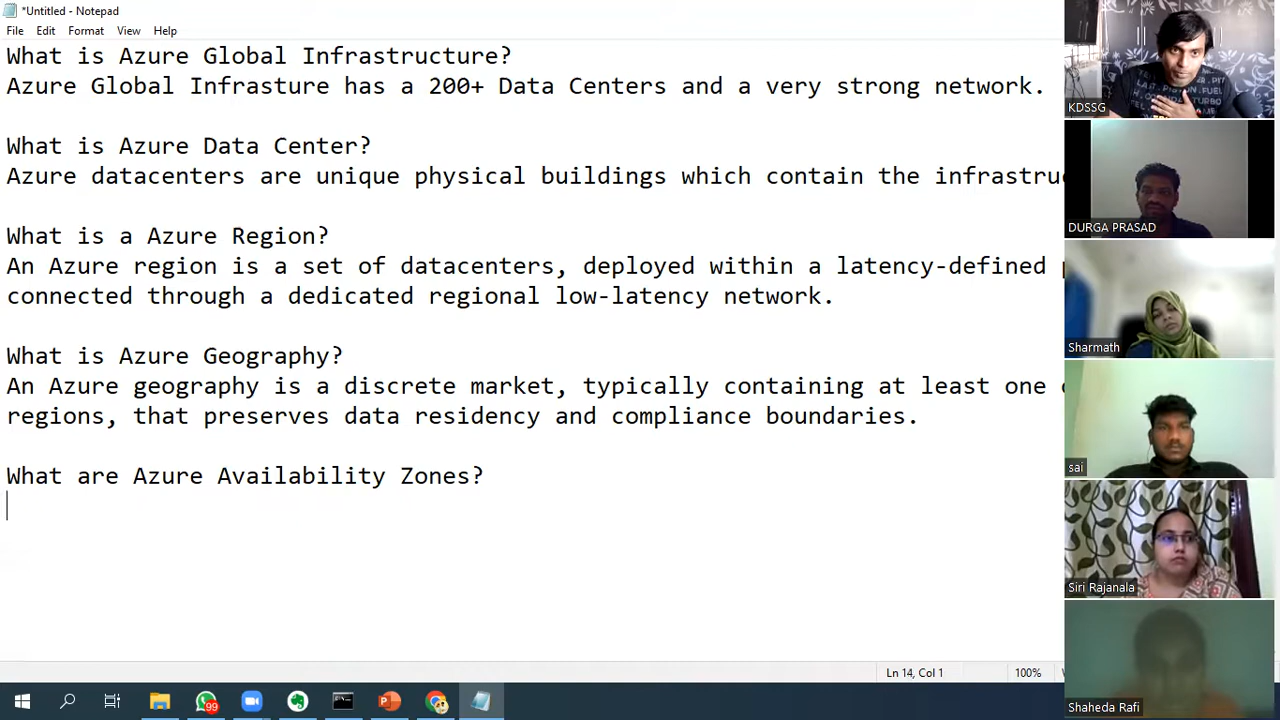 *Untitled - Notepad
File Edit Format View Help
What is Azure Global Infrastructure?
Azure Global Infrasture has a 200+ Data Centers and a very strong network.
What is Azure Data Center?
Azure datacenters are unique physical buildings which contain the infrastruc
What is a Azure Region?
An Azure region is a set of datacenters, deployed within a latency-defined
connected through a dedicated regional low-latency network.
What is Azure Geography?
An Azure geography is a discrete market, typically containing at least one
regions, that preserves data residency and compliance boundaries.
What are Azure Availability Zones?
Ln 14, Col 1 100%
KDSSG
DURGA PRASAD
Sharmath
sai
Siri Rajanala
Shaheda Rafi
99